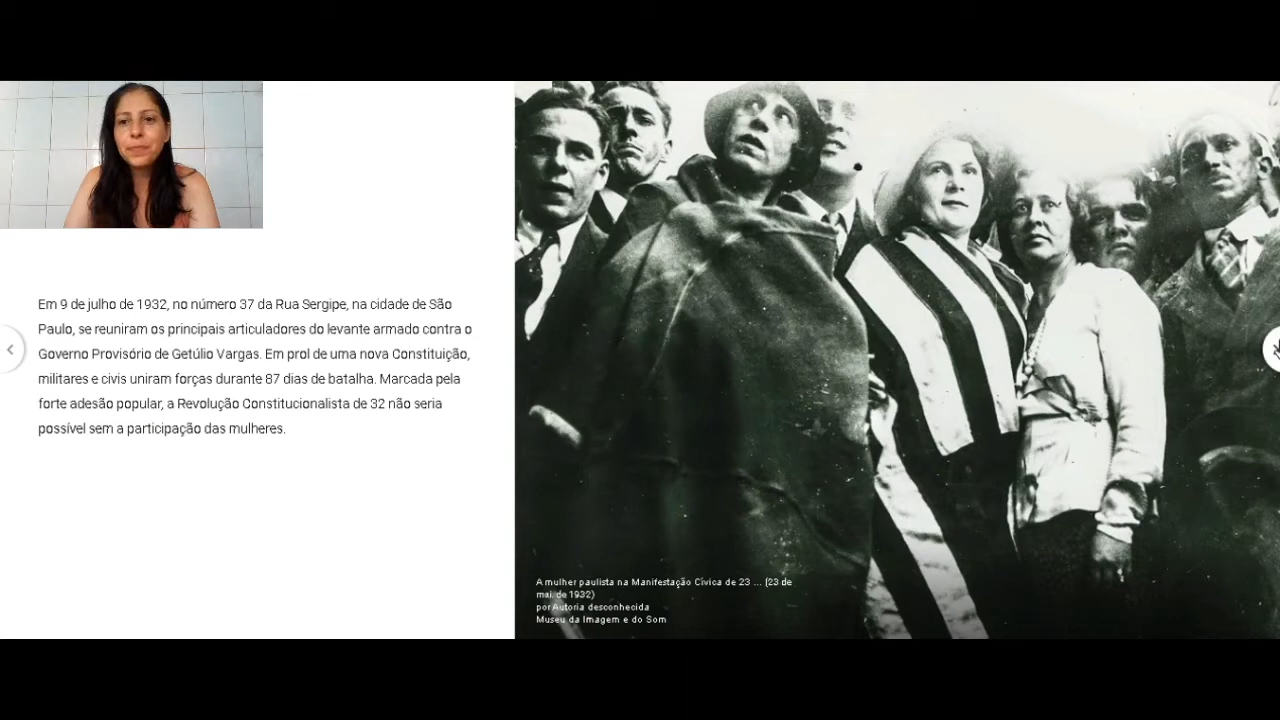 Em 9 de julho de 1932, no número 37 da Rua Sergipe, na cidade de São
Paulo, se reuniram os principais articuladores do levante armado contra o
Governo Provisório de Getúlio Vargas. Em prol de uma nova Constituição,
militares e civis uniram forças durante 87 dias de batalha. Marcada pela
forte adesão popular, a Revolução Constitucionalista de 32 não seria
possível sem a participação das mulheres.
A mulher paulista na Manifestação Cívica de 23 ... (23 de
mai. de 1932)
por Autoria desconhecida
Museu da Imagem e do Som